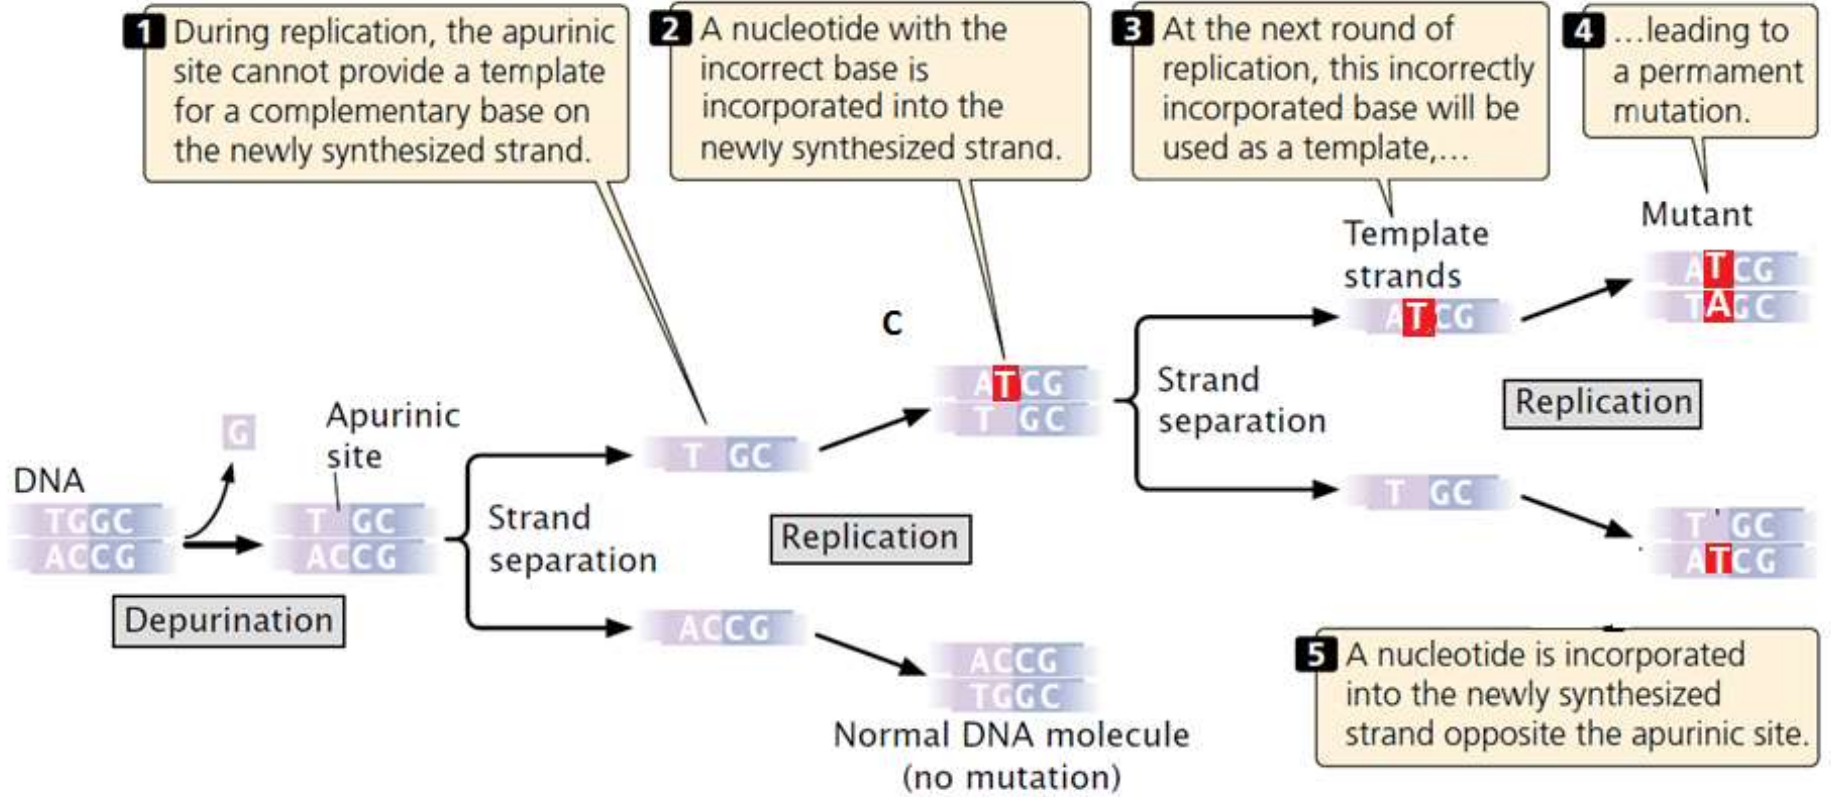 1 During replication, the apurinic
site cannot provide a template
for a complementary base on
the newly synthesized strand.
2 A nucleotide with the
incorrect base is
incorporated into the
newly synthesized strand.
3 At the next round of
replication, this incorrectly
incorporated base will be
used as a template,...
4 ...leading to
a permament
mutation.
DNA
TGGC
ACCG
G
Depurination
Apurinic
site
T GC
ACCG
Strand
separation
T GC
ACCG
Replication
C
ATCG
T GC
ACCG
TGGC
Normal DNA molecule
(no mutation)
Strand
separation
Template
strands
ATCG
T GC
Replication
Mutant
ATCG
TAGC
T GC
ATCG
5 A nucleotide is incorporated
into the newly synthesized
strand opposite the apurinic site.